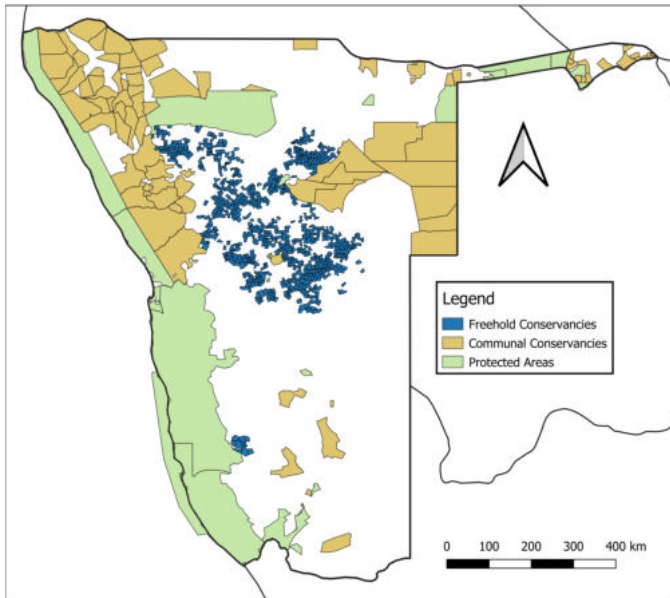 Legend
Freehold Conservancies
Communal Conservancies
Protected Areas
0 100 200 300 400 km